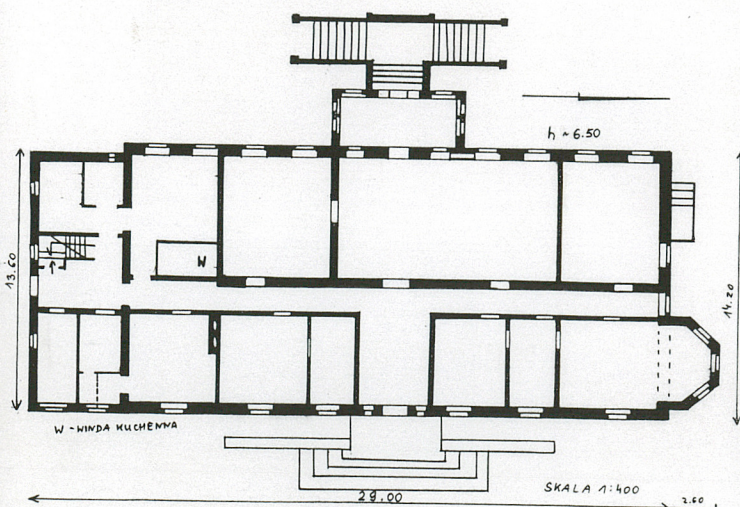 h ~ 6.50
W
13.60
14.20
W - WINDA KUCHENNA
SKALA 1:400
29.00
2.60